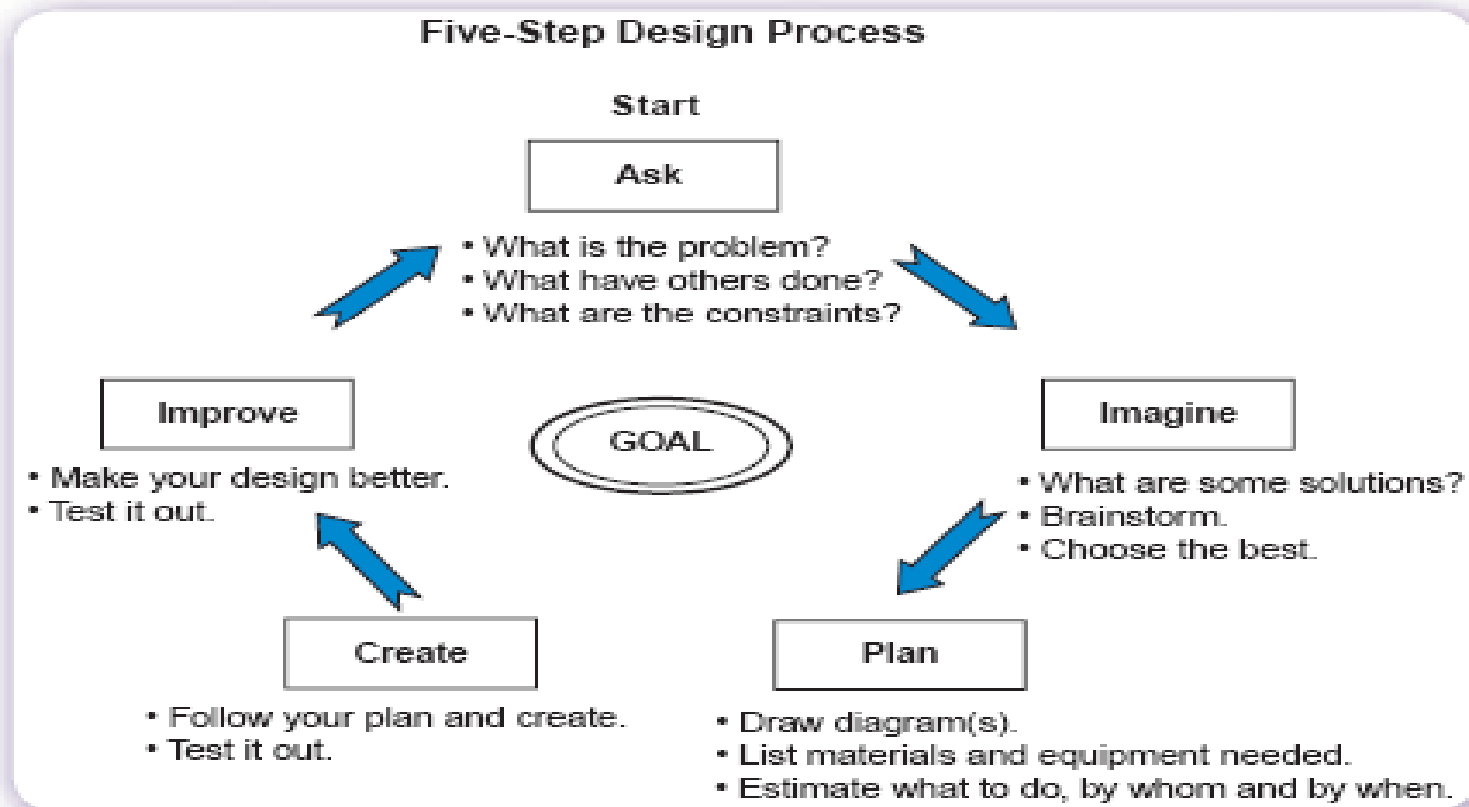 Five-Step Design Process
Start
Ask
• What is the problem?
• What have others done?
• What are the constraints?
Imagine
• What are some solutions?
• Brainstorm.
• Choose the best.
Plan
• Draw diagram(s).
• List materials and equipment needed.
• Estimate what to do, by whom and by when.
Create
• Follow your plan and create.
• Test it out.
Improve
• Make your design better.
• Test it out.
GOAL